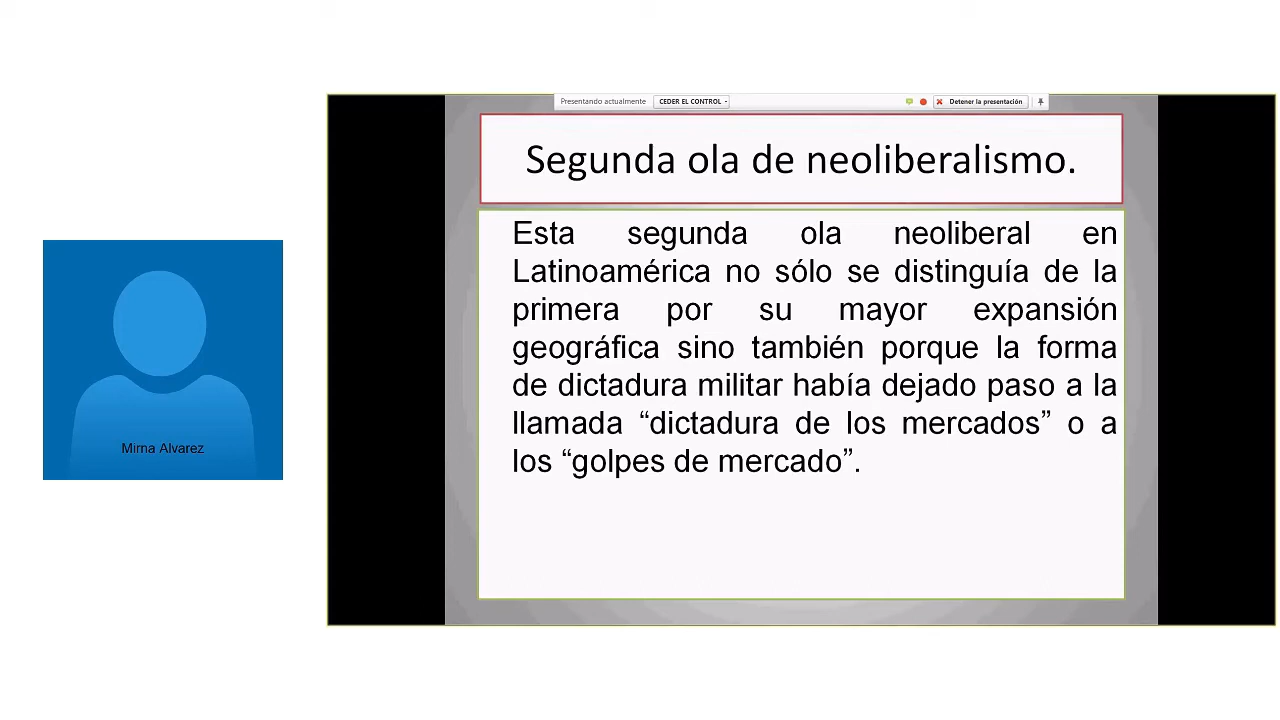 Presentando actualmente CEDER EL CONTROL Detener la presentación
Segunda ola de neoliberalismo.
Esta segunda ola neoliberal en
Latinoamérica no sólo se distinguía de la
primera por su mayor expansión
geográfica sino también porque la forma
de dictadura militar había dejado paso a la
llamada “dictadura de los mercados” o a
los “golpes de mercado”.
Mirna Alvarez